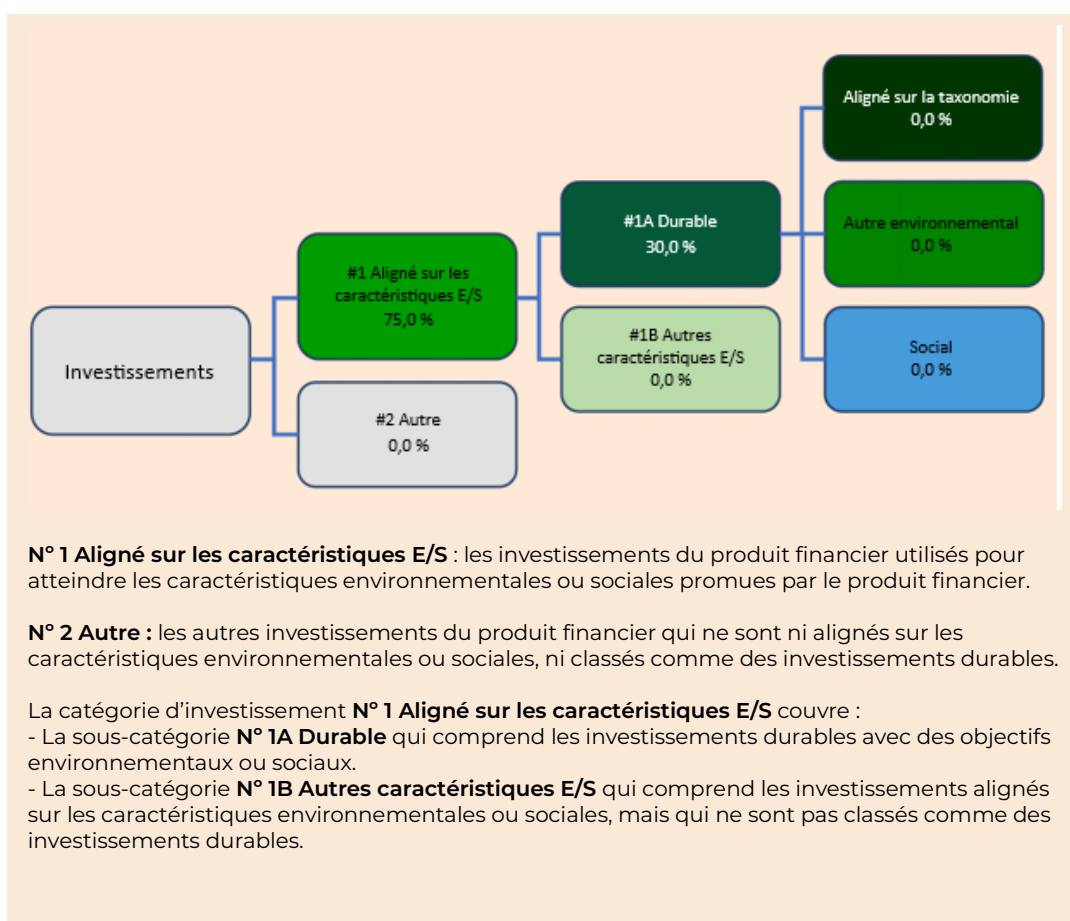 Investissements
#1 Aligné sur les
caractéristiques E/S
75,0 %
#2 Autre
0,0 %
#1A Durable
30,0 %
#1B Autres
caractéristiques E/S
0,0 %
Aligné sur la taxonomie
0,0 %
Autre environnemental
0,0 %
Social
0,0 %
Nº 1 Aligné sur les caractéristiques E/S : les investissements du produit financier utilisés pour
atteindre les caractéristiques environnementales ou sociales promues par le produit financier.
Nº 2 Autre : les autres investissements du produit financier qui ne sont ni alignés sur les
caractéristiques environnementales ou sociales, ni classés comme des investissements durables.
La catégorie d’investissement Nº 1 Aligné sur les caractéristiques E/S couvre :
- La sous-catégorie Nº 1A Durable qui comprend les investissements durables avec des objectifs
environnementaux ou sociaux.
- La sous-catégorie Nº 1B Autres caractéristiques E/S qui comprend les investissements alignés
sur les caractéristiques environnementales ou sociales, mais qui ne sont pas classés comme des
investissements durables.